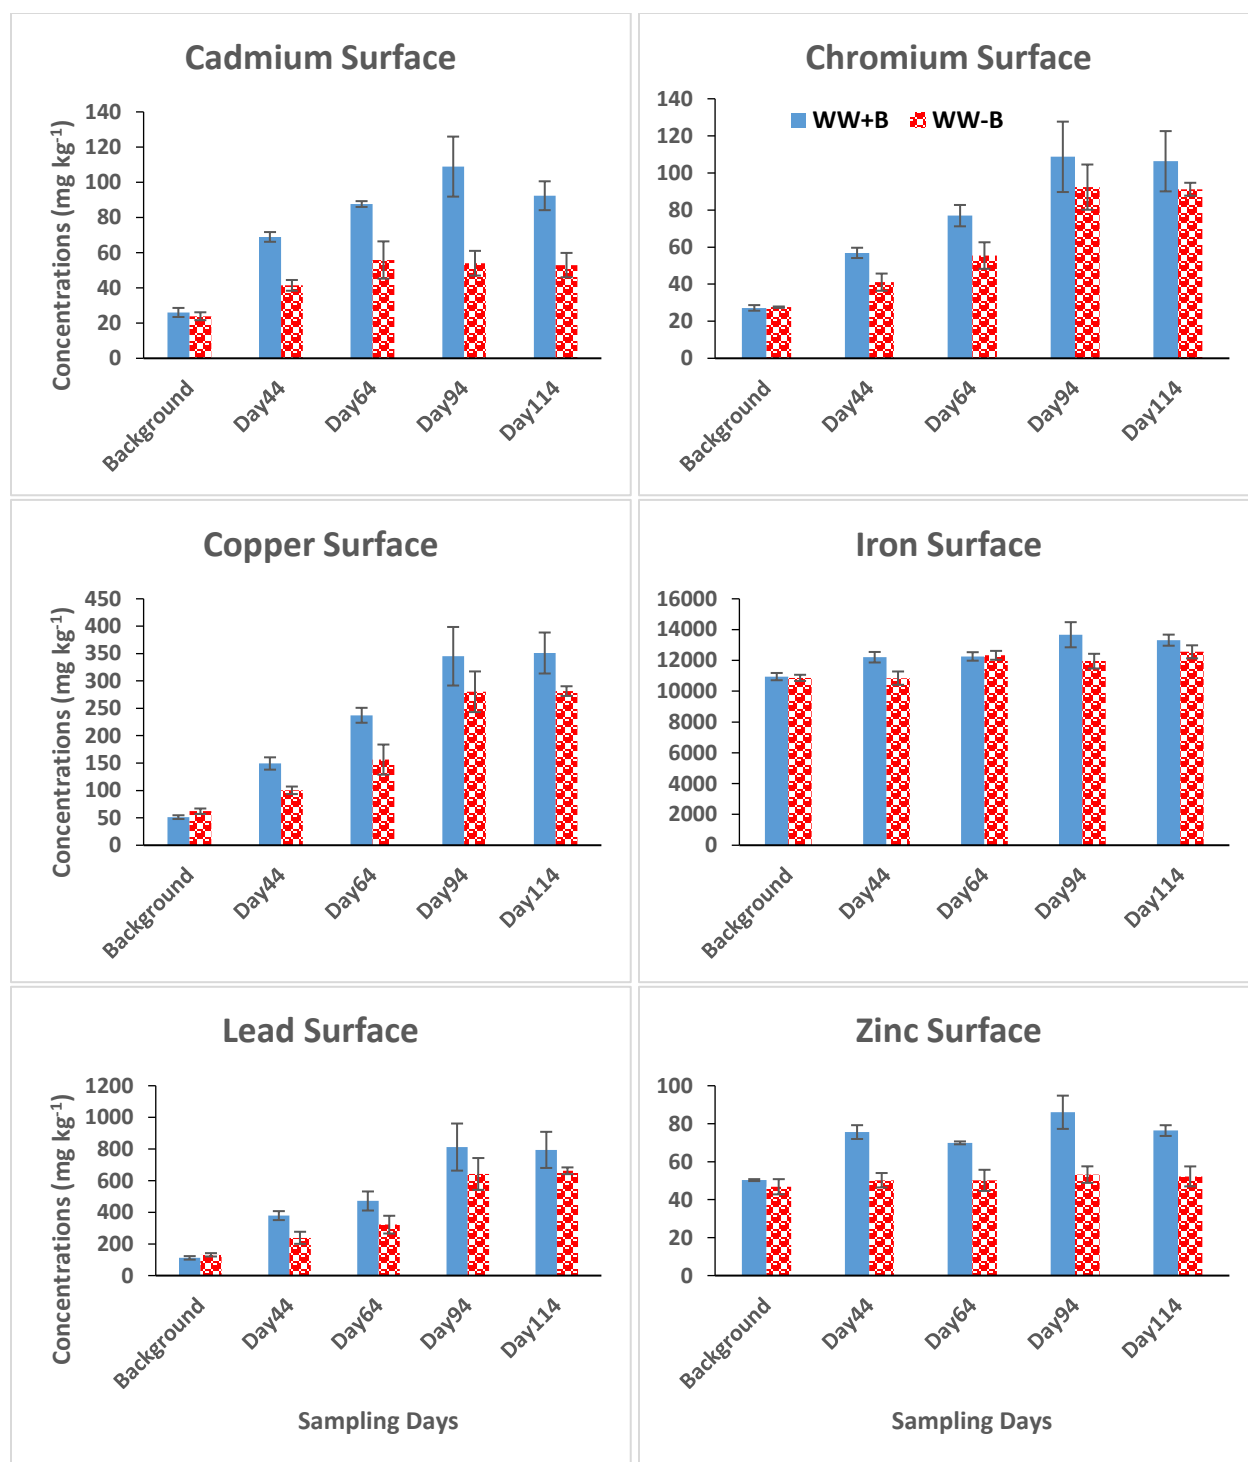 Cadmium Surface
Concentrations (mg kg-1)
140
120
100
80
60
40
20
0
Background
Day44
Day64
Day94
Day114
Chromium Surface
WW+B WW-B
140
120
100
80
60
40
20
0
Background
Day44
Day64
Day94
Day114
Copper Surface
Concentrations (mg kg-1)
450
400
350
300
250
200
150
100
50
0
Background
Day44
Day64
Day94
Day114
Iron Surface
16000
14000
12000
10000
8000
6000
4000
2000
0
Background
Day44
Day64
Day94
Day114
Lead Surface
Concentrations (mg kg-1)
1200
1000
800
600
400
200
0
Background
Day44
Day64
Day94
Day114
Sampling Days
Zinc Surface
100
80
60
40
20
0
Background
Day44
Day64
Day94
Day114
Sampling Days